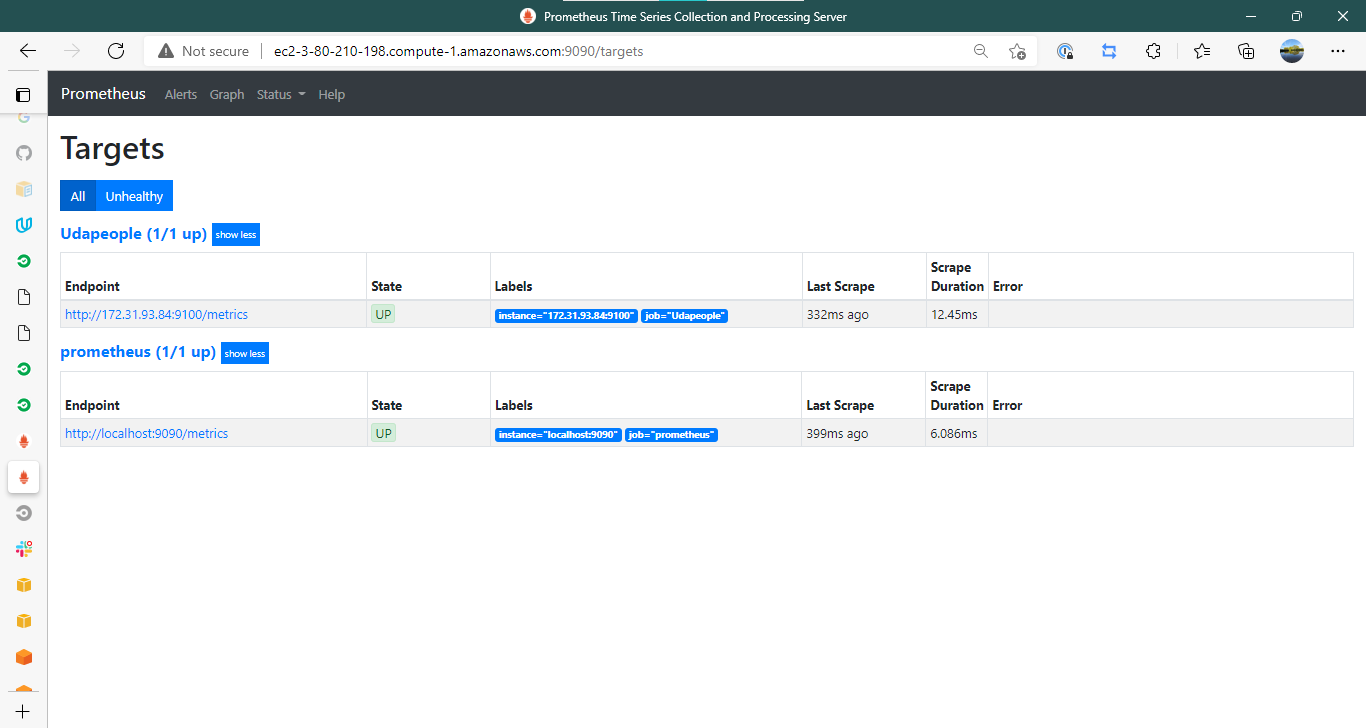 Prometheus Time Series Collection and Processing Server
Not secure ec2-3-80-210-198.compute-1.amazonaws.com:9090/targets
Prometheus Alerts Graph Status Help
Targets
All Unhealthy
Udapeople (1/1 up) show less
Endpoint State Labels Last Scrape Scrape Duration Error
http://172.31.93.84:9100/metrics UP instance="172.31.93.84:9100" job="Udapeople" 332ms ago 12.45ms
prometheus (1/1 up) show less
Endpoint State Labels Last Scrape Scrape Duration Error
http://localhost:9090/metrics UP instance="localhost:9090" job="prometheus" 399ms ago 6.086ms